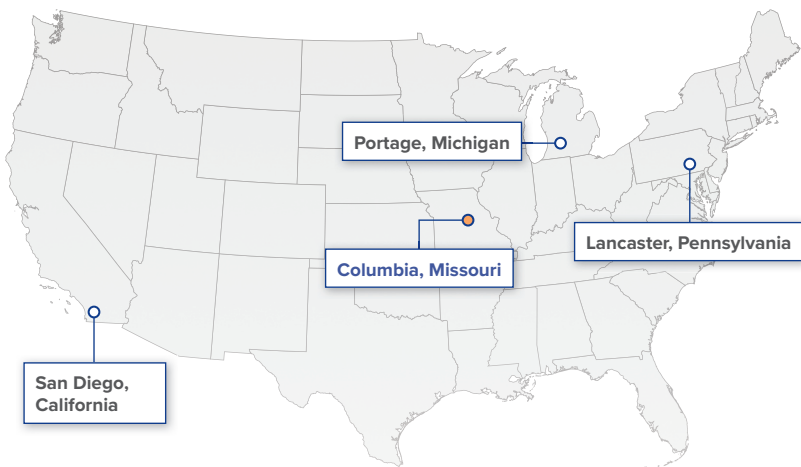 Portage, Michigan
Lancaster, Pennsylvania
Columbia, Missouri
San Diego,
California